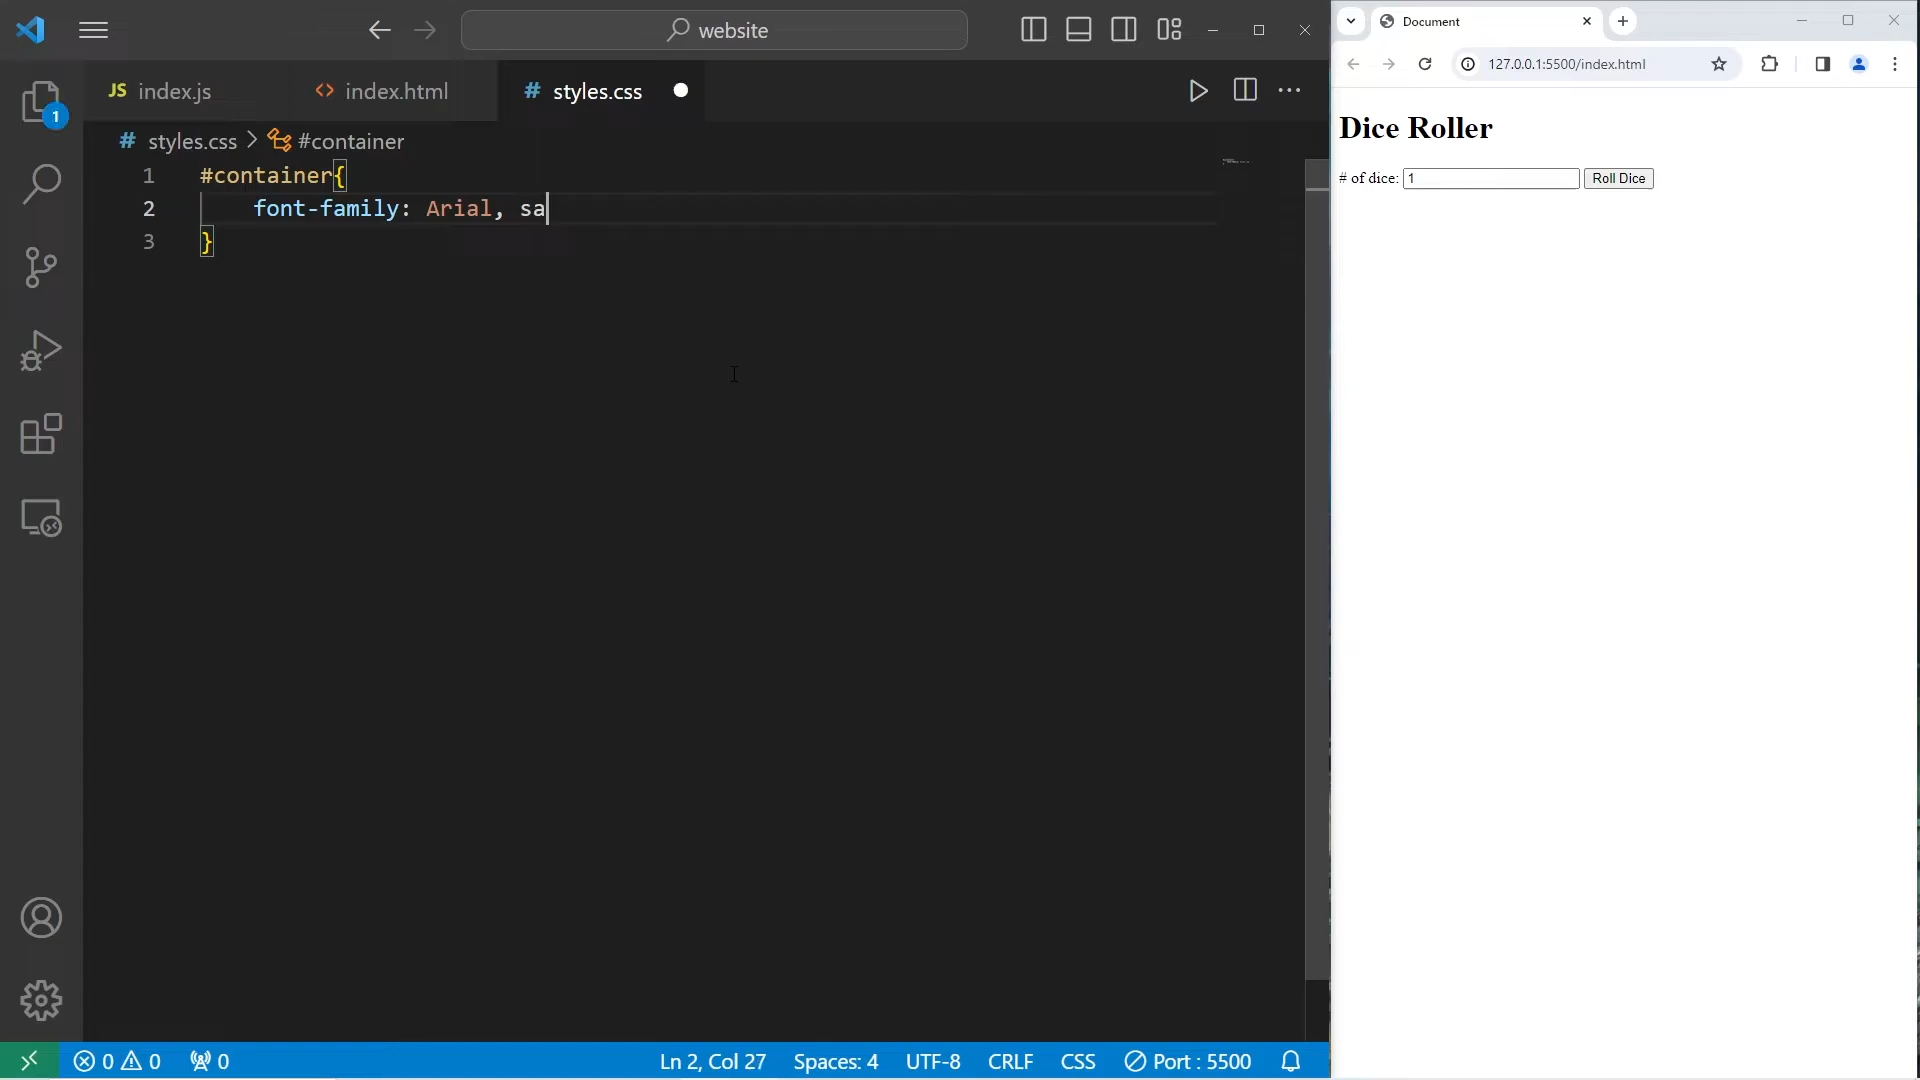 website
JS index.js
<> index.html
# styles.css
# styles.css > #container
1 #container{
2 font-family: Arial, sa
3 }
1
0 0 0
Ln 2, Col 27 Spaces: 4 UTF-8 CRLF CSS Port : 5500
Document
127.0.0.1:5500/index.html
Dice Roller
# of dice: 1 Roll Dice